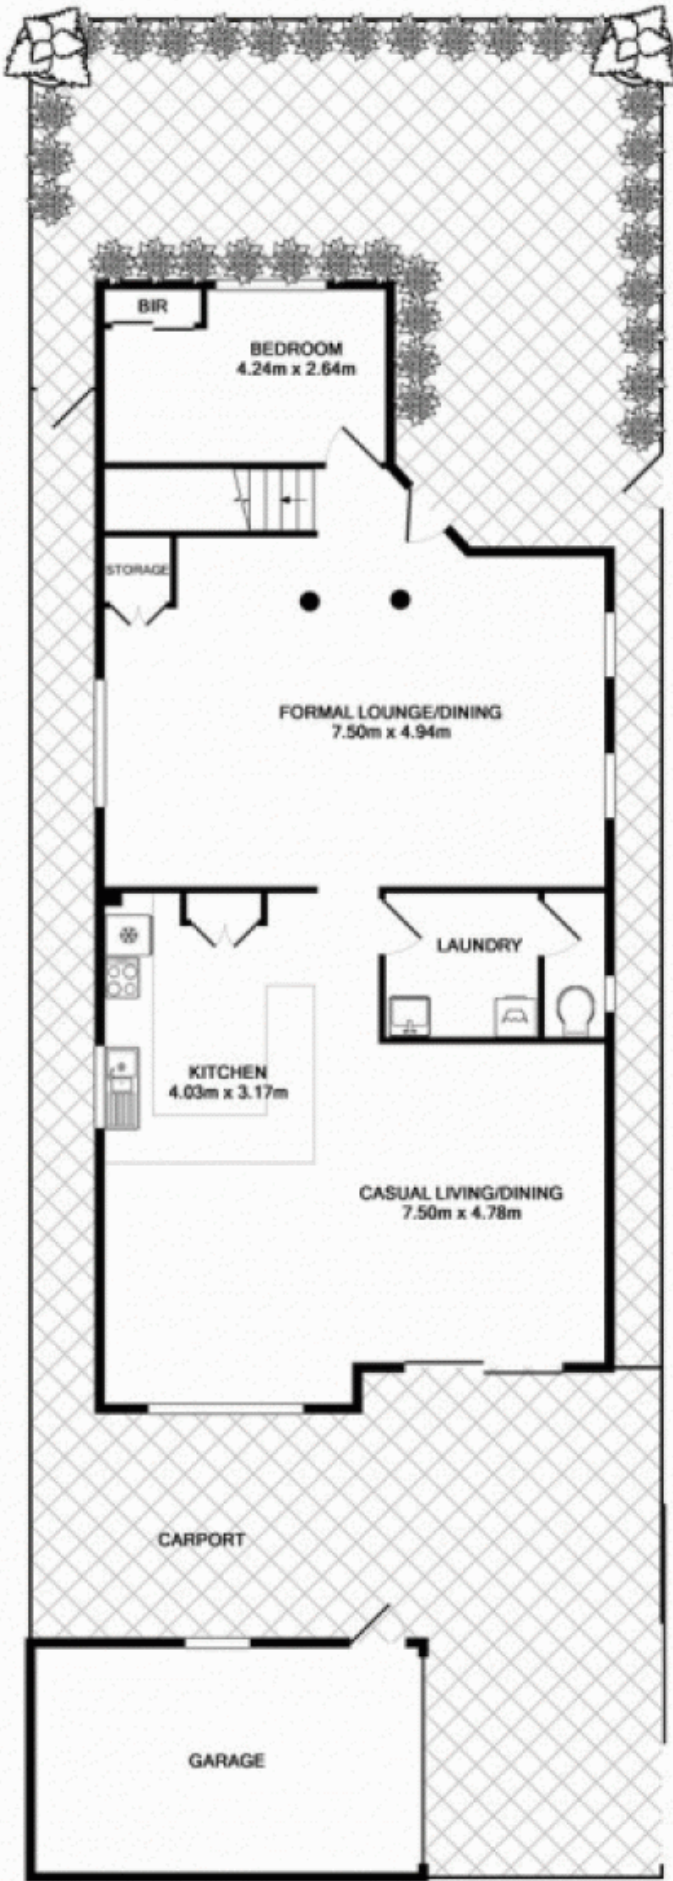 BIR
BEDROOM
4.24m x 2.64m
STORAGE
FORMAL LOUNGE/DINING
7.50m x 4.94m
LAUNDRY
KITCHEN
4.03m x 3.17m
CASUAL LIVING/DINING
7.50m x 4.78m
CARPORT
GARAGE